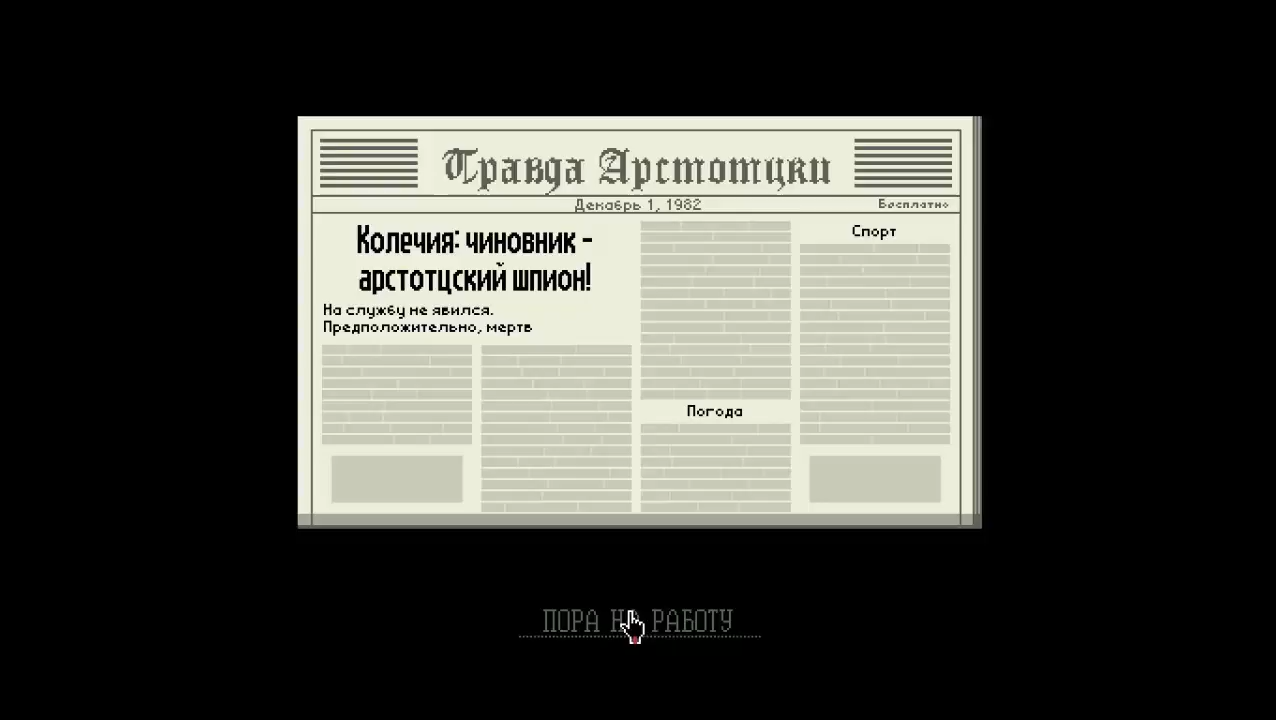 Правда Арстотцки
Декабрь 1, 1982
Бесплатно
Колечия: чиновник -
арстотцский шпион!
На службу не явился.
Предположительно, мертв
Погода
Спорт
ПОРА НА РАБОТУ